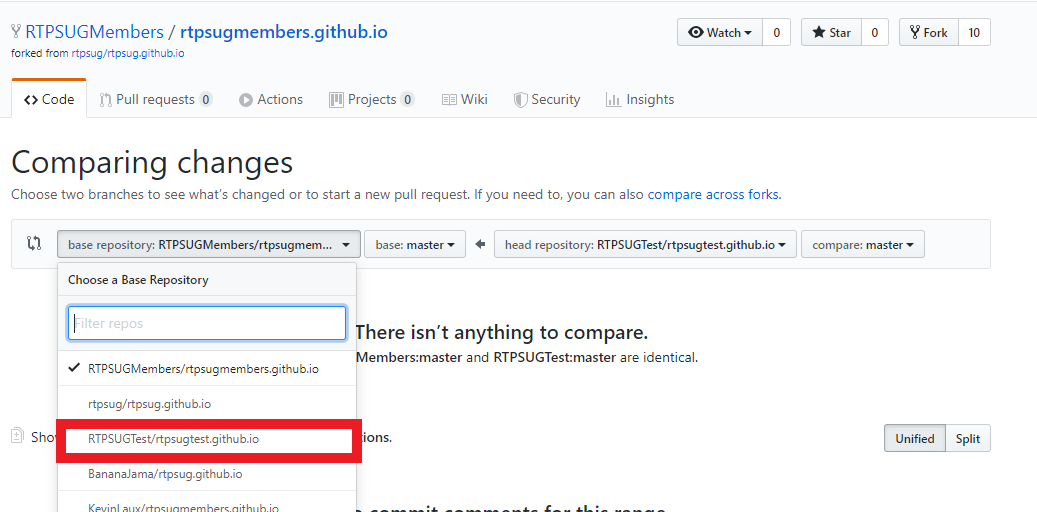 RTPSUGMembers / rtpsugmembers.github.io
forked from rtpsug/rtpsug.github.io
Watch 0 Star 0 Fork 10
Code Pull requests 0 Actions Projects 0 Wiki Security Insights
Comparing changes
Choose two branches to see what's changed or to start a new pull request. If you need to, you can also compare across forks.
base repository: RTPSUGMembers/rtpsugmem... base: master head repository: RTPSUGTest/rtpsugtest.github.io compare: master
Choose a Base Repository
Filter repos
There isn't anything to compare.
Members:master and RTPSUGTest:master are identical.
RTPSUGMembers/rtpsugmembers.github.io
rtpsug/rtpsug.github.io
Sho
RTPSUGTest/rtpsugtest.github.io
tions.
Unified Split
BananaJama/rtpsug.github.io
KevinLaux/rtpsugmembers.github.io
commit comments for this range